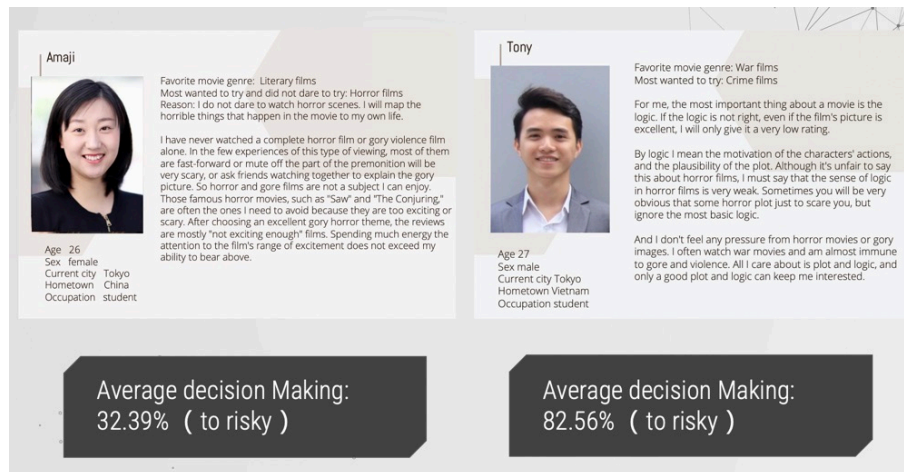 Amaji
Favorite movie genre: Literary films
Most wanted to try and did not dare to try: Horror films
Reason: I do not dare to watch horror scenes. I will map the
horrible things that happen in the movie to my own life.
I have never watched a complete horror film or gory violence film
alone. In the few experiences of this type of viewing, most of them
are fast-forward or mute off the part of the premonition will be
very scary, or ask friends watching together to explain the gory
picture. So horror and gore films are not a subject I can enjoy.
Those famous horror movies, such as "Saw" and "The Conjuring,"
are often the ones I need to avoid because they are too exciting or
scary. After choosing an excellent gory horror theme, the reviews
are mostly "not exciting enough" films. Spending much energy the
attention to the film's range of excitement does not exceed my
ability to bear above.
Age 26
Sex female
Current city Tokyo
Hometown China
Occupation student
Average decision Making:
32.39% ( to risky )
Tony
Favorite movie genre: War films
Most wanted to try: Crime films
For me, the most important thing about a movie is the
logic. If the logic is not right, even if the film's picture is
excellent, I will only give it a very low rating.
By logic I mean the motivation of the characters' actions,
and the plausibility of the plot. Although it's unfair to say
this about horror films, I must say that the sense of logic
in horror films is very weak. Sometimes you will be very
obvious that some horror plot just to scare you, but
ignore the most basic logic.
And I don't feel any pressure from horror movies or gory
images. I often watch war movies and am almost immune
to gore and violence. All I care about is plot and logic, and
only a good plot and logic can keep me interested.
Age 27
Sex male
Current city Tokyo
Hometown Vietnam
Occupation student
Average decision Making:
82.56% ( to risky )